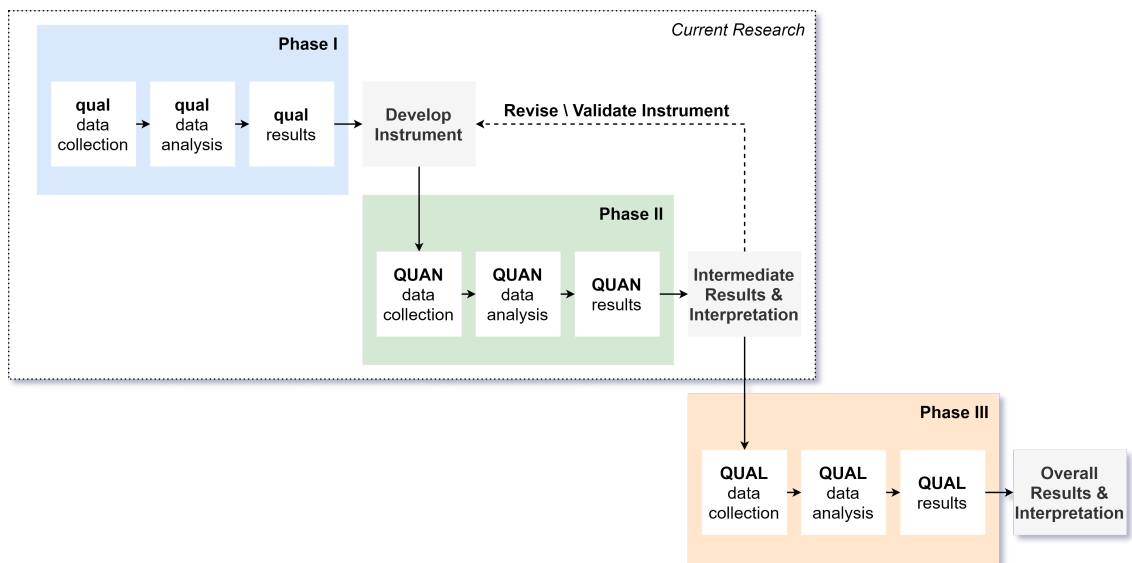 Current Research
Phase I
qual
data
collection
qual
data
analysis
qual
results
Develop
Instrument
Revise \ Validate Instrument
Phase II
QUAN
data
collection
QUAN
data
analysis
QUAN
results
Intermediate
Results &
Interpretation
Phase III
QUAL
data
collection
QUAL
data
analysis
QUAL
results
Overall
Results &
Interpretation